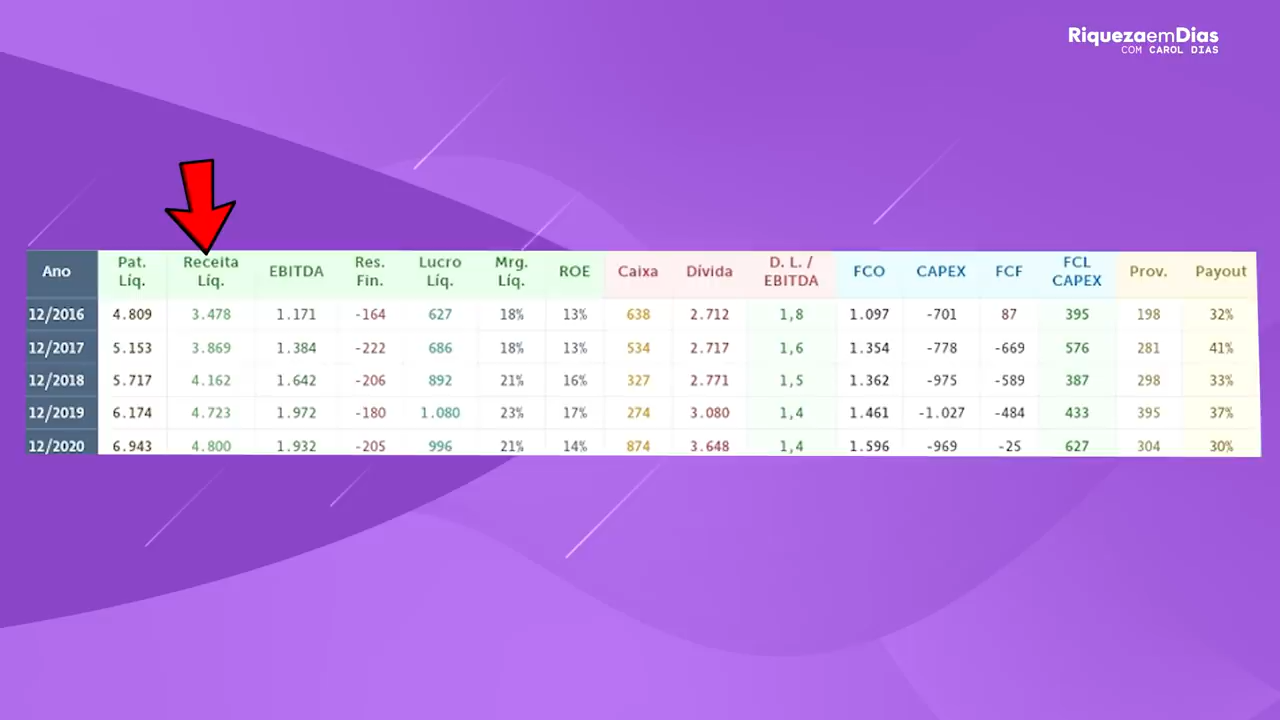 RiquezaemDias
COM CAROL DIAS
Ano Pat. Líq. Receita Líq. EBITDA Res. Fin. Lucro Líq. Mrg. Líq. ROE Caixa Dívida D. L. / EBITDA FCO CAPEX FCF FCL CAPEX Prov. Payout
12/2016 4.809 3.478 1.171 -164 627 18% 13% 638 2.712 1,8 1.097 -701 87 395 198 32%
12/2017 5.153 3.869 1.384 -222 686 18% 13% 534 2.717 1,6 1.354 -778 -669 576 281 41%
12/2018 5.717 4.162 1.642 -206 892 21% 16% 327 2.771 1,5 1.362 -975 -589 387 298 33%
12/2019 6.174 4.723 1.972 -180 1.080 23% 17% 274 3.080 1,4 1.461 -1.027 -484 433 395 37%
12/2020 6.943 4.800 1.932 -205 996 21% 14% 874 3.648 1,4 1.596 -969 -25 627 304 30%